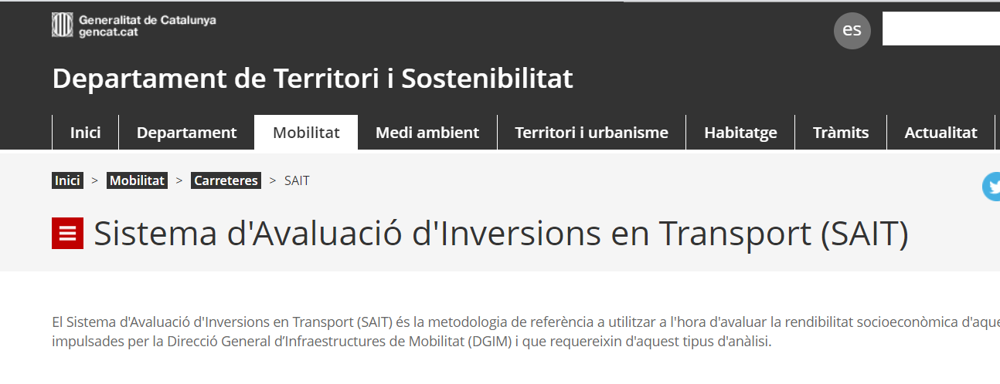 Generalitat de Catalunya
gencat.cat
es
Departament de Territori i Sostenibilitat
Inici Departament Mobilitat Medi ambient Territori i urbanisme Habitatge Tràmits Actualitat
Inici > Mobilitat > Carreteres > SAIT
Sistema d'Avaluació d'Inversions en Transport (SAIT)
El Sistema d'Avaluació d'Inversions en Transport (SAIT) és la metodologia de referència a utilitzar a l'hora d'avaluar la rendibilitat socioeconòmica
impulsades per la Direcció General d’Infraestructures de Mobilitat (DGIM) i que requereixin d'aquest tipus d'anàlisi.